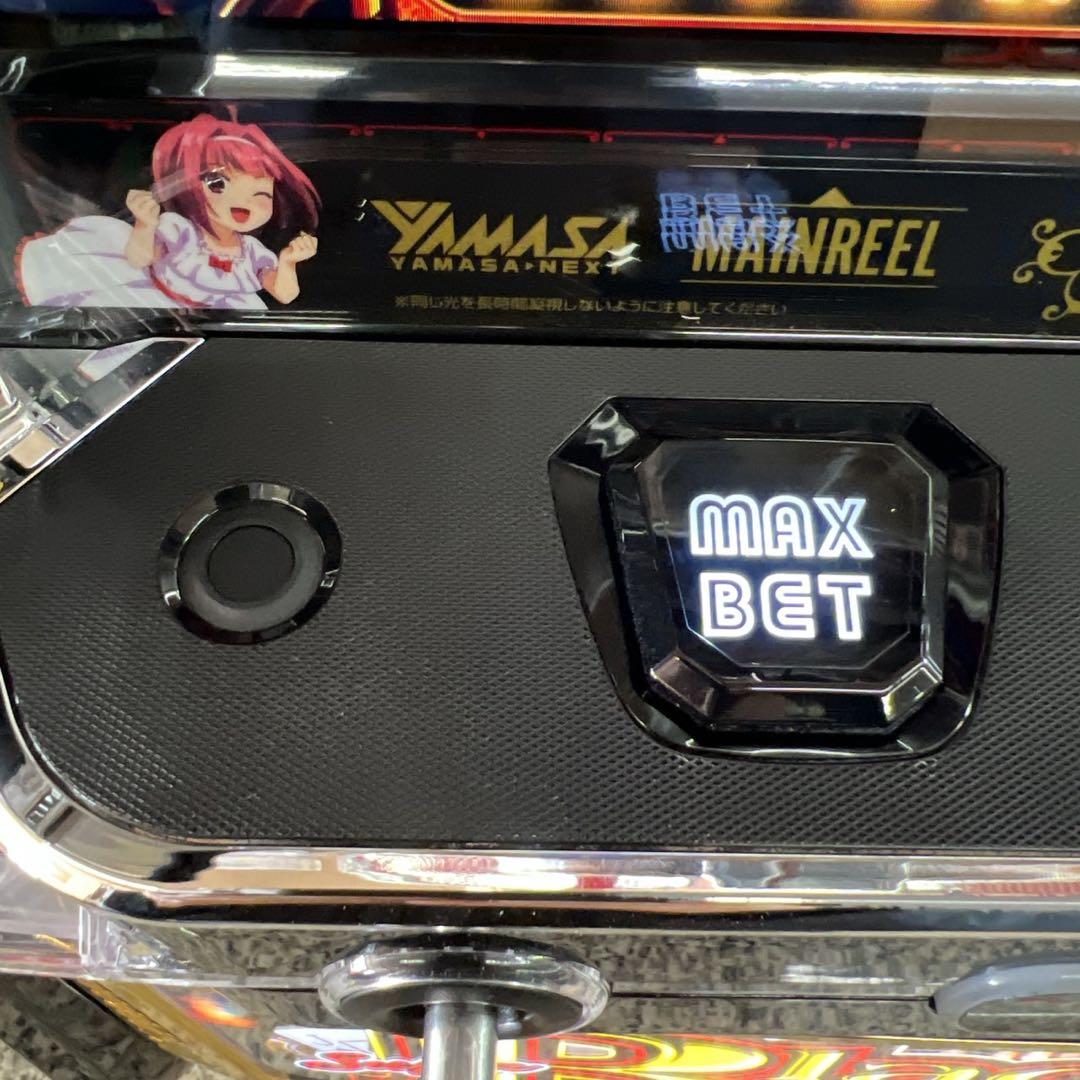 YAMASA
YAMASA NEXT
MAINREEL
※同じ光を長時間凝視しないように注意してください
MAX
BET
Super